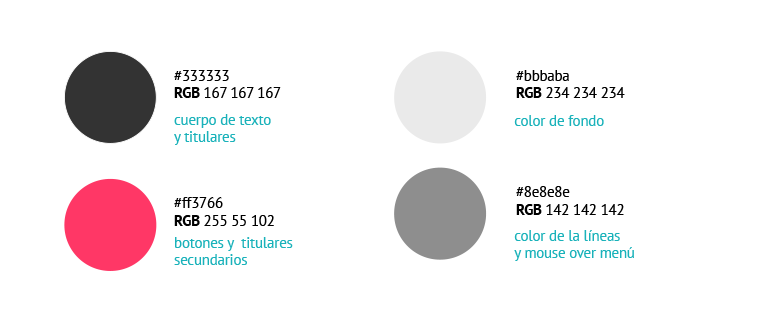 #333333
RGB 167 167 167
cuerpo de texto
y titulares
#bbbaba
RGB 234 234 234
color de fondo
#ff3766
RGB 255 55 102
botones y titulares
secundarios
#8e8e8e
RGB 142 142 142
color de la líneas
y mouse over menú